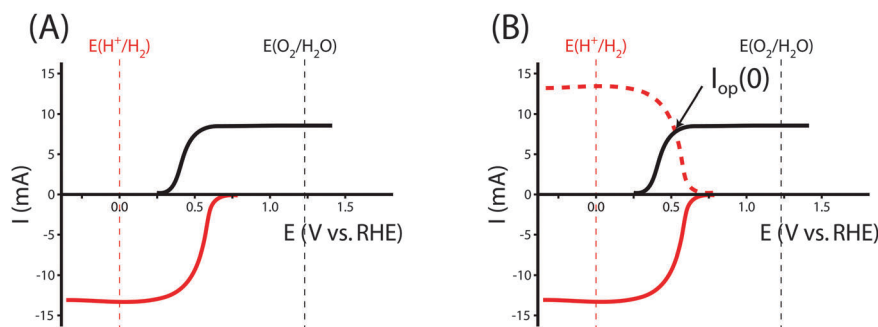 (A)
E(H⁺/H₂)
E(O₂/H₂O)
15
10
5
0
-5
-10
-15
I (mA)
0.0
0.5
1.0
1.5
E (V vs. RHE)
(B)
E(H⁺/H₂)
E(O₂/H₂O)
Iop(0)
15
10
5
0
-5
-10
-15
I (mA)
0.0
0.5
1.0
1.5
E (V vs. RHE)